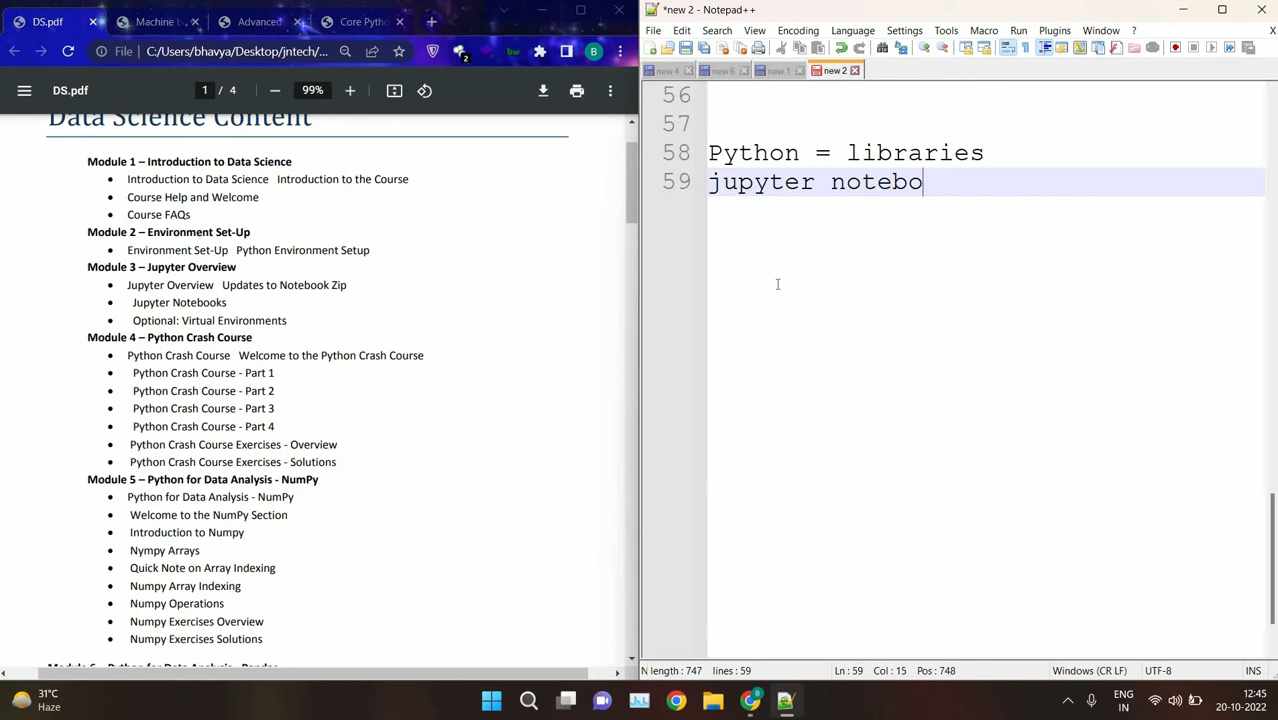 DS.pdf
Machine b
Advanced
Core Pytho
*new 2 - Notepad++
File C:/Users/bhavya/Desktop/jntech/...
2
B
File Edit Search View Encoding Language Settings Tools Macro Run Plugins Window ?
new 4
new 6
new 1
new 2
DS.pdf
1 / 4
99%
Data Science Content
Module 1 – Introduction to Data Science
• Introduction to Data Science Introduction to the Course
• Course Help and Welcome
• Course FAQs
Module 2 – Environment Set-Up
• Environment Set-Up Python Environment Setup
Module 3 – Jupyter Overview
• Jupyter Overview Updates to Notebook Zip
• Jupyter Notebooks
• Optional: Virtual Environments
Module 4 – Python Crash Course
• Python Crash Course Welcome to the Python Crash Course
• Python Crash Course - Part 1
• Python Crash Course - Part 2
• Python Crash Course - Part 3
• Python Crash Course - Part 4
• Python Crash Course Exercises - Overview
• Python Crash Course Exercises - Solutions
Module 5 – Python for Data Analysis - NumPy
• Python for Data Analysis - NumPy
• Welcome to the NumPy Section
• Introduction to Numpy
• Nympy Arrays
• Quick Note on Array Indexing
• Numpy Array Indexing
• Numpy Operations
• Numpy Exercises Overview
• Numpy Exercises Solutions
Module 6 – Python for Data Analysis - Pandas
56
57
58 Python = libraries
59 jupyter notebo
N length : 747 lines : 59
Ln : 59 Col : 15 Pos : 748
Windows (CR LF)
UTF-8
INS
31°C
Haze
ENG
IN
12:45
20-10-2022